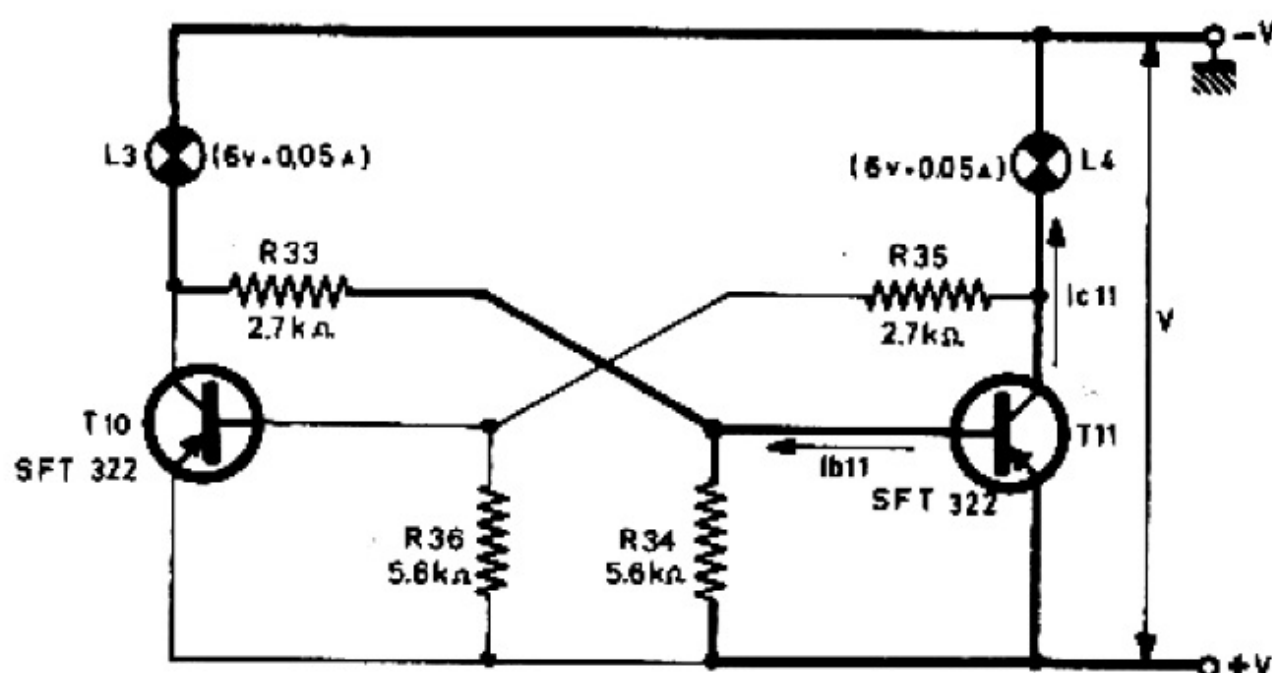 -V
L3 (6v.0,05A)
(6v.0.05A) L4
R33
2.7kΩ
R35
2.7kΩ
Ic11
V
T10
SFT 322
Ib11
T11
SFT 322
R36
5.6kΩ
R34
5.6kΩ
+V